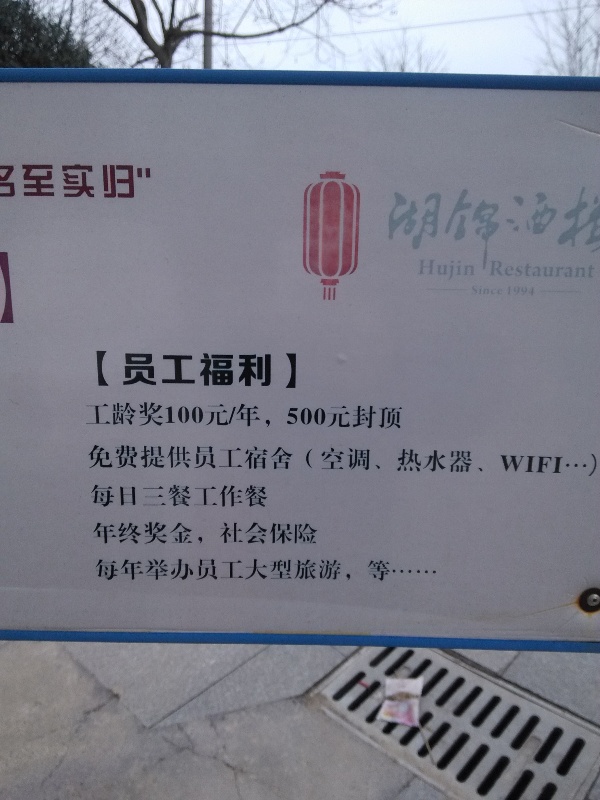 名至实归"
湖锦酒楼
Hujin Restaurant
Since 1994
】
【员工福利】
工龄奖100元/年，500元封顶
免费提供员工宿舍（空调、热水器、WIFI…）
每日三餐工作餐
年终奖金，社会保险
每年举办员工大型旅游，等……